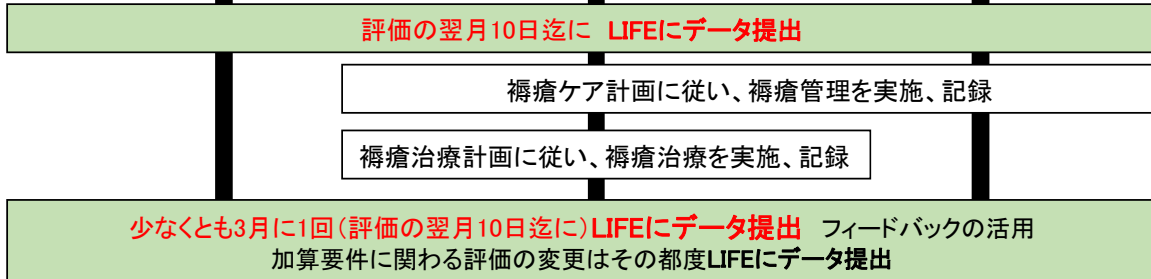 評価の翌月10日迄に LIFEにデータ提出
褥瘡ケア計画に従い、褥瘡管理を実施、記録
褥瘡治療計画に従い、褥瘡治療を実施、記録
少なくとも3月に1回(評価の翌月10日迄に)LIFEにデータ提出 フィードバックの活用
加算要件に関わる評価の変更はその都度LIFEにデータ提出